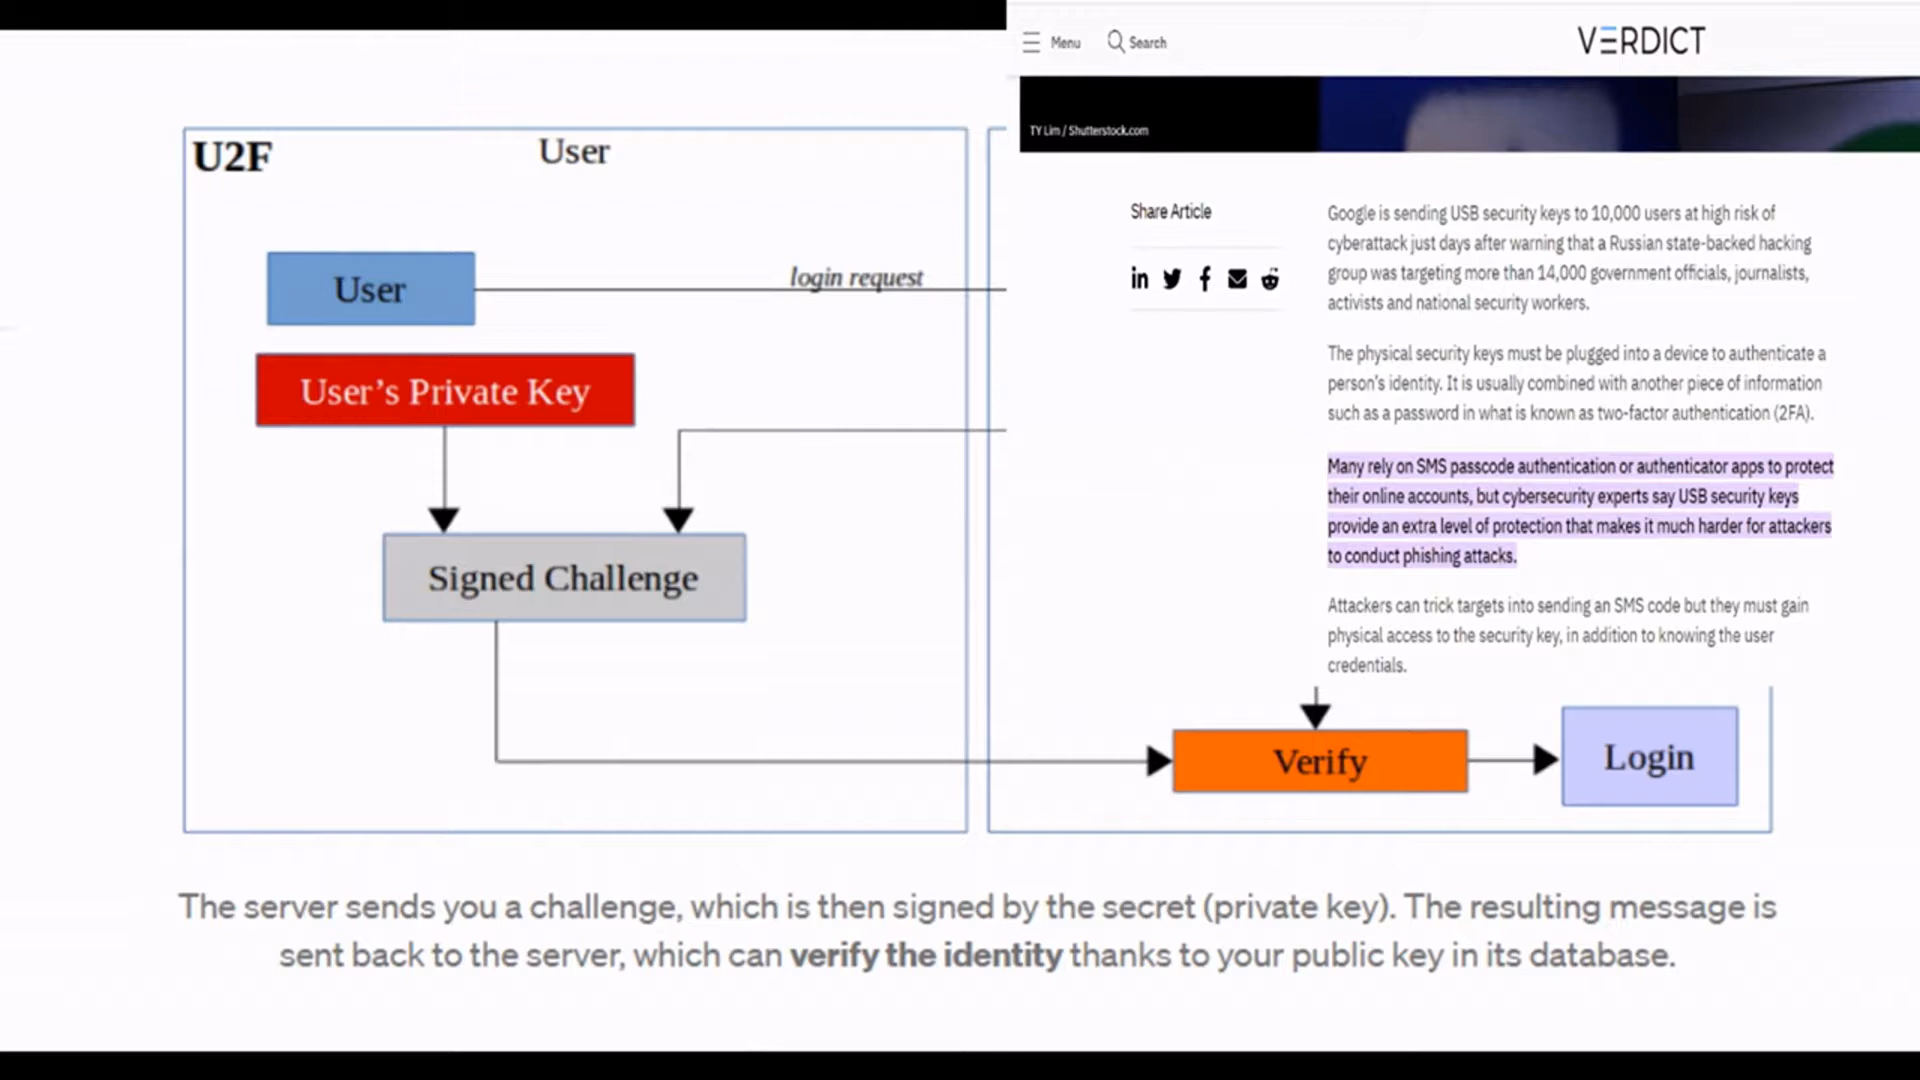 Menu
Search
VERDICT
TY Lim / Shutterstock.com
U2F
User
User
login request
User's Private Key
Signed Challenge
Share Article
Google is sending USB security keys to 10,000 users at high risk of
cyberattack just days after warning that a Russian state-backed hacking
group was targeting more than 14,000 government officials, journalists,
activists and national security workers.
The physical security keys must be plugged into a device to authenticate a
person's identity. It is usually combined with another piece of information
such as a password in what is known as two-factor authentication (2FA).
Many rely on SMS passcode authentication or authenticator apps to protect
their online accounts, but cybersecurity experts say USB security keys
provide an extra level of protection that makes it much harder for attackers
to conduct phishing attacks.
Attackers can trick targets into sending an SMS code but they must gain
physical access to the security key, in addition to knowing the user
credentials.
Verify
Login
The server sends you a challenge, which is then signed by the secret (private key). The resulting message is
sent back to the server, which can verify the identity thanks to your public key in its database.